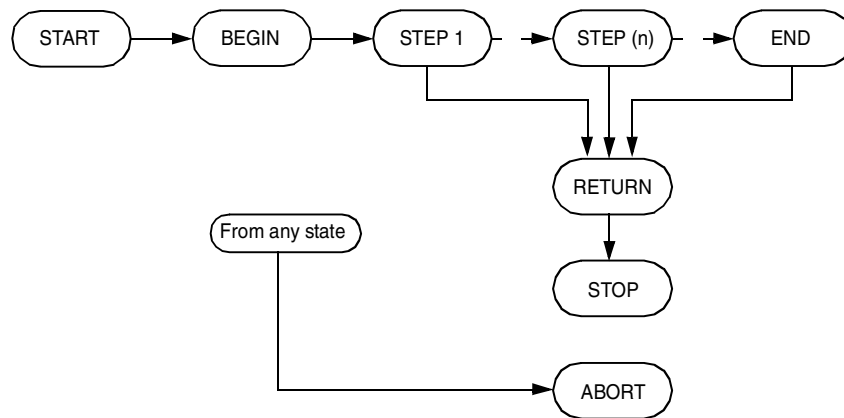 START
BEGIN
STEP 1
STEP (n)
END
RETURN
From any state
STOP
ABORT